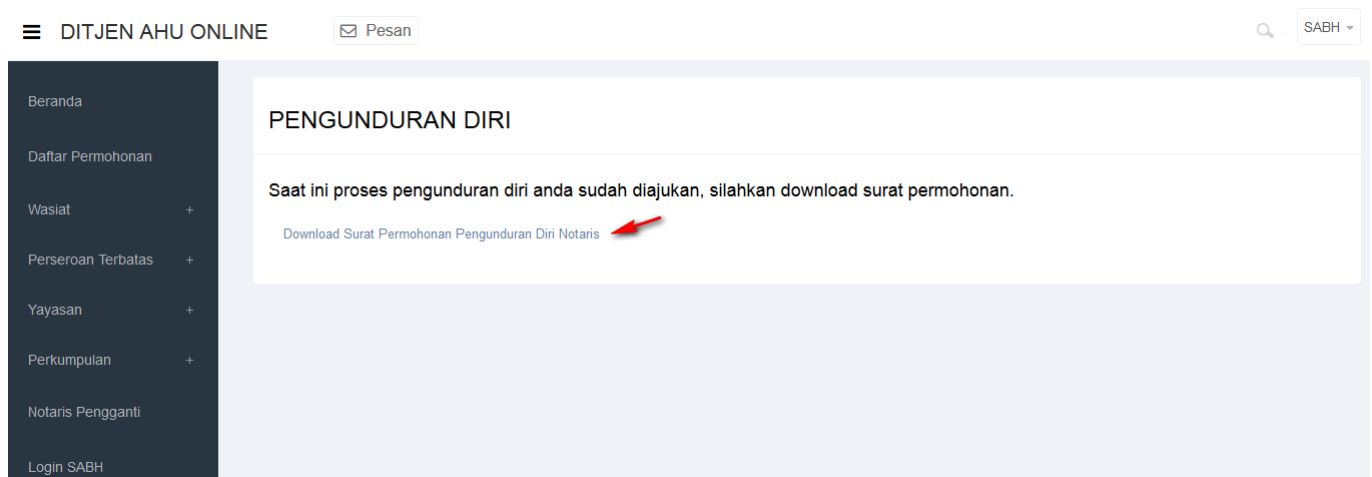 DITJEN AHU ONLINE
Pesan
SABH
Beranda
Daftar Permohonan
Wasiat +
Perseroan Terbatas +
Yayasan +
Perkumpulan +
Notaris Pengganti
Login SABH
PENGUNDURAN DIRI
Saat ini proses pengunduran diri anda sudah diajukan, silahkan download surat permohonan.
Download Surat Permohonan Pengunduran Diri Notaris